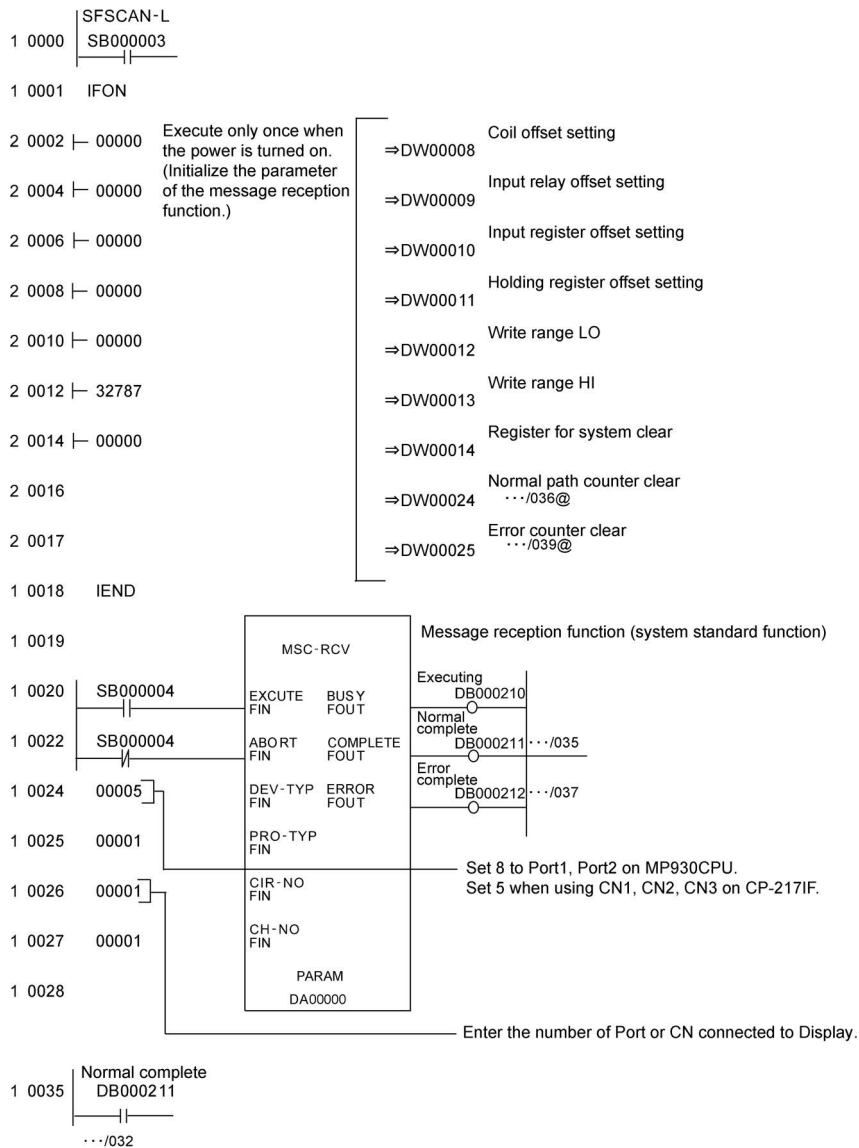 SFSCAN-L
1 0000 SB000003
1 0001 IFON
2 0002 00000 Execute only once when
the power is turned on.
(Initialize the parameter
of the message reception
function.)
⇒DW00008 Coil offset setting
2 0004 00000 ⇒DW00009 Input relay offset setting
2 0006 00000 ⇒DW00010 Input register offset setting
2 0008 00000 ⇒DW00011 Holding register offset setting
2 0010 00000 ⇒DW00012 Write range LO
2 0012 32787 ⇒DW00013 Write range HI
2 0014 00000 ⇒DW00014 Register for system clear
2 0016 ⇒DW00024 Normal path counter clear
···/036@
2 0017 ⇒DW00025 Error counter clear
···/039@
1 0018 IEND
1 0019 MSC-RCV Message reception function (system standard function)
Executing
1 0020 SB000004 EXCUTE BUSY DB000210
FIN FOUT
Normal
complete
1 0022 SB000004 ABORT COMPLETE DB000211 ···/035
FIN FOUT
Error
complete
1 0024 00005 DEV-TYP ERROR DB000212 ···/037
FIN FOUT
1 0025 00001 PRO-TYP
FIN
Set 8 to Port1, Port2 on MP930CPU.
Set 5 when using CN1, CN2, CN3 on CP-217IF.
1 0026 00001 CIR-NO
FIN
1 0027 00001 CH-NO
FIN
PARAM
1 0028 DA00000
Enter the number of Port or CN connected to Display.
Normal complete
1 0035 DB000211
···/032